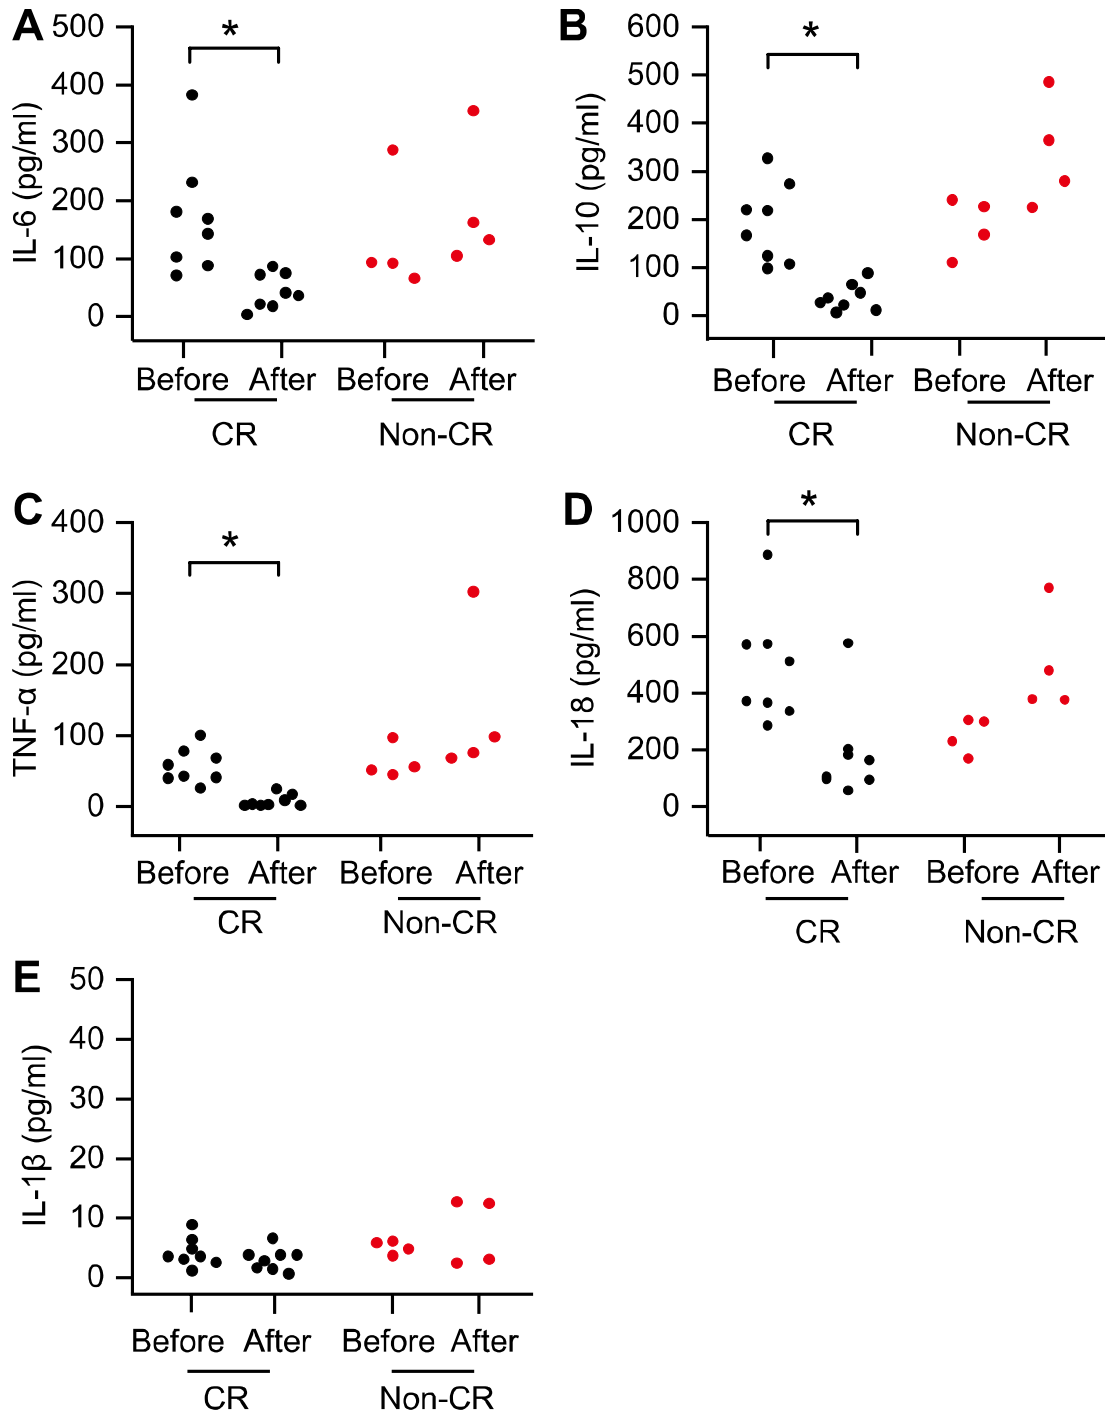 A
IL-6 (pg/ml)
500
400
300
200
100
0
*
Before After Before After
CR Non-CR
B
IL-10 (pg/ml)
600
500
400
300
200
100
0
*
Before After Before After
CR Non-CR
C
TNF-α (pg/ml)
400
300
200
100
0
*
Before After Before After
CR Non-CR
D
IL-18 (pg/ml)
1000
800
600
400
200
0
*
Before After Before After
CR Non-CR
E
IL-1β (pg/ml)
50
40
30
20
10
0
Before After Before After
CR Non-CR